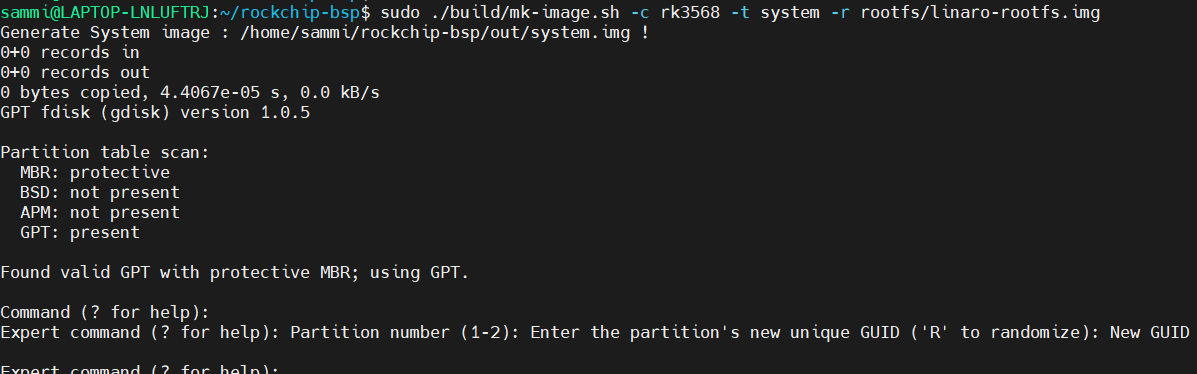 sammi@LAPTOP-LNLUFTRJ:~/rockchip-bsp$ sudo ./build/mk-image.sh -c rk3568 -t system -r rootfs/linaro-rootfs.img
Generate System image : /home/sammi/rockchip-bsp/out/system.img !
0+0 records in
0+0 records out
0 bytes copied, 4.4067e-05 s, 0.0 kB/s
GPT fdisk (gdisk) version 1.0.5
Partition table scan:
  MBR: protective
  BSD: not present
  APM: not present
  GPT: present
Found valid GPT with protective MBR; using GPT.
Command (? for help):
Expert command (? for help): Partition number (1-2): Enter the partition's new unique GUID ('R' to randomize): New GUID
Expert command (? for help):